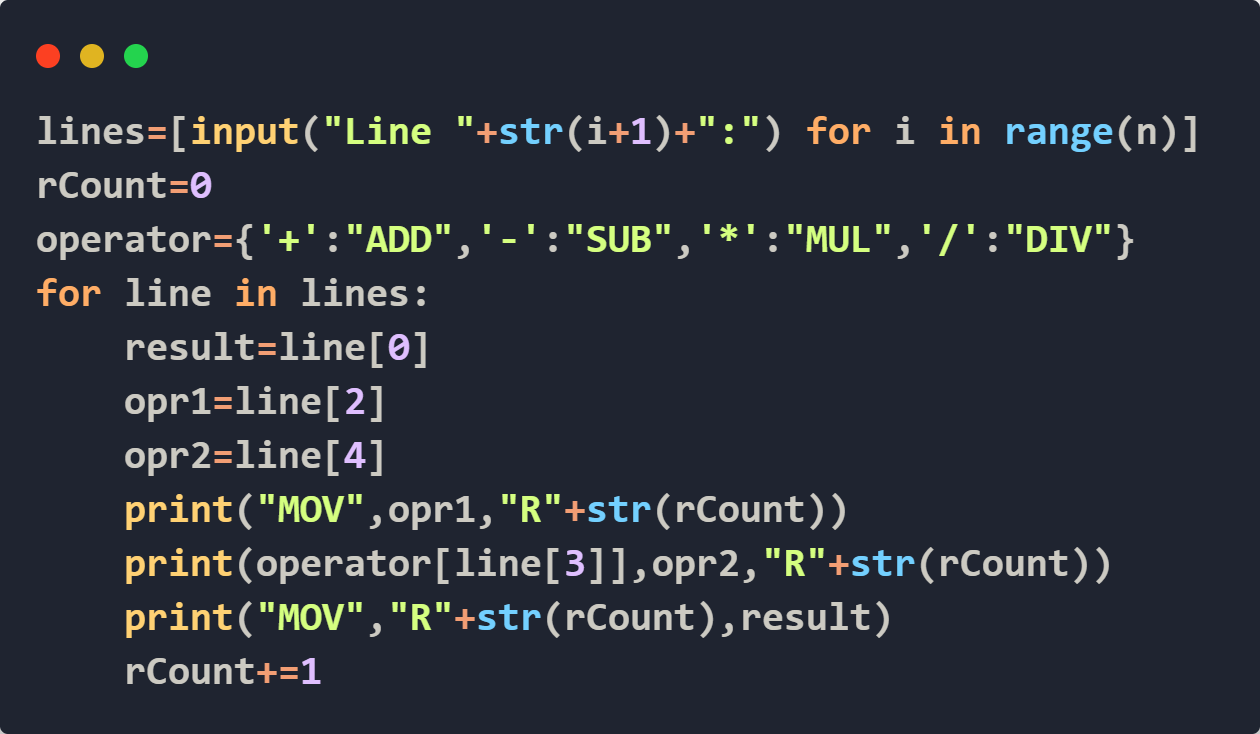 lines=[input("Line "+str(i+1)+":") for i in range(n)]
rCount=0
operator={'+':"ADD",'-':"SUB",'*':"MUL",'/':"DIV"}
for line in lines:
    result=line[0]
    opr1=line[2]
    opr2=line[4]
    print("MOV",opr1,"R"+str(rCount))
    print(operator[line[3]],opr2,"R"+str(rCount))
    print("MOV","R"+str(rCount),result)
    rCount+=1